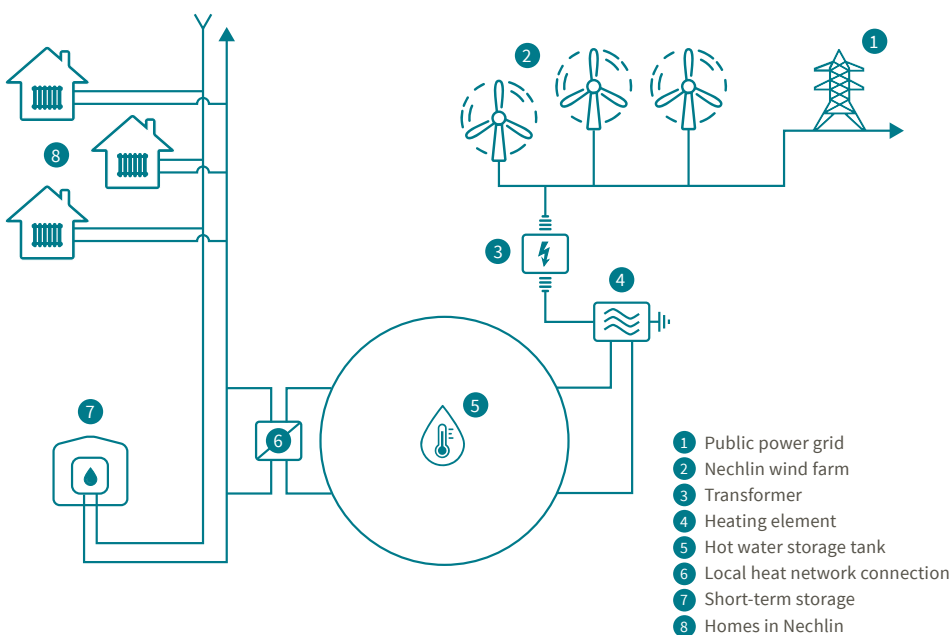 1
2
8
3
4
7
5
6
1 Public power grid
2 Nechlin wind farm
3 Transformer
4 Heating element
5 Hot water storage tank
6 Local heat network connection
7 Short-term storage
8 Homes in Nechlin